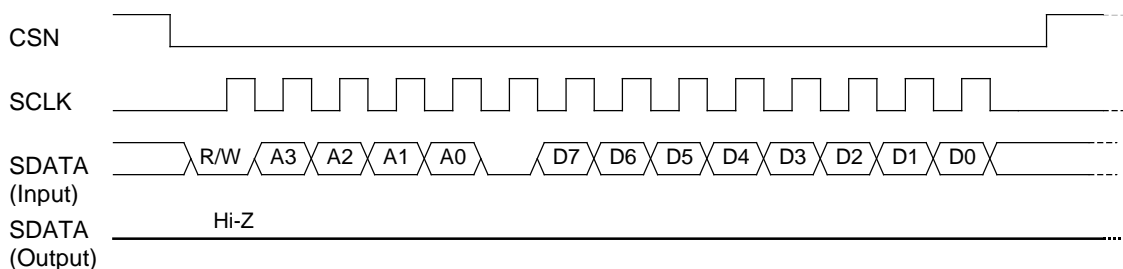 CSN
SCLK
SDATA
(Input)
R/W A3 A2 A1 A0 D7 D6 D5 D4 D3 D2 D1 D0
SDATA
(Output)
Hi-Z